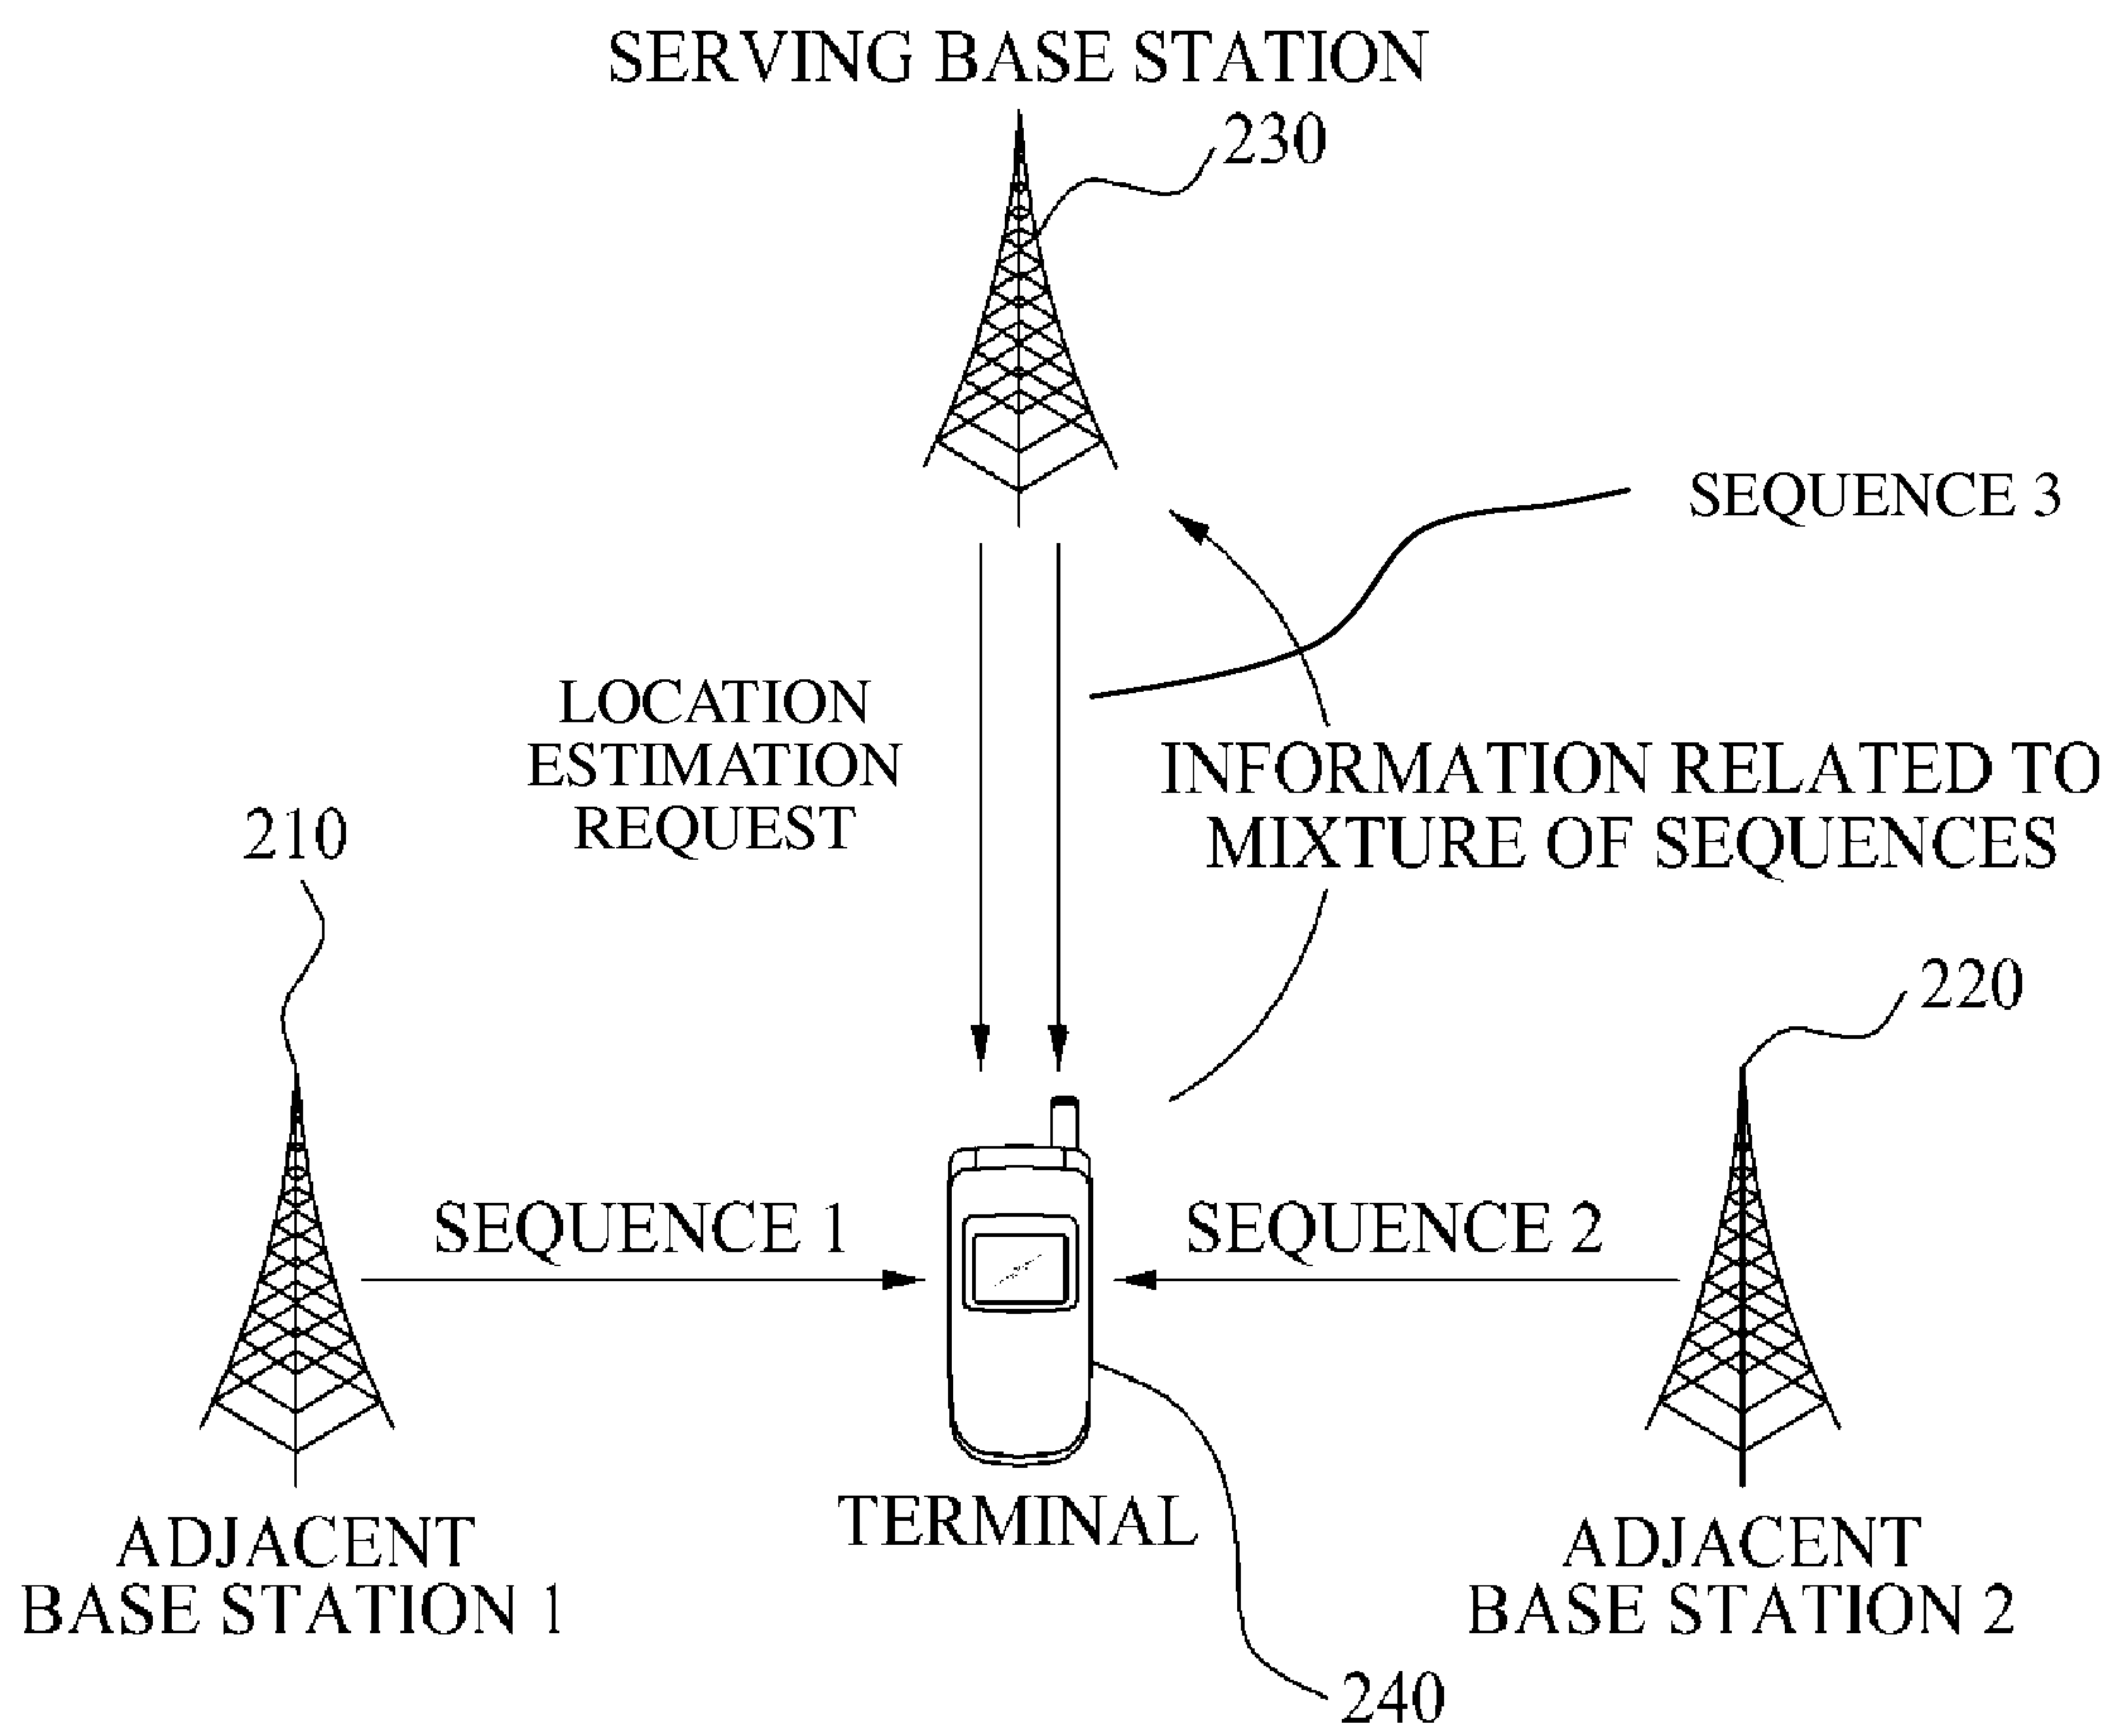 SERVING BASE STATION
230
SEQUENCE 3
LOCATION
ESTIMATION
REQUEST
INFORMATION RELATED TO
MIXTURE OF SEQUENCES
210
220
SEQUENCE 1
SEQUENCE 2
TERMINAL
ADJACENT
BASE STATION 1
ADJACENT
BASE STATION 2
240